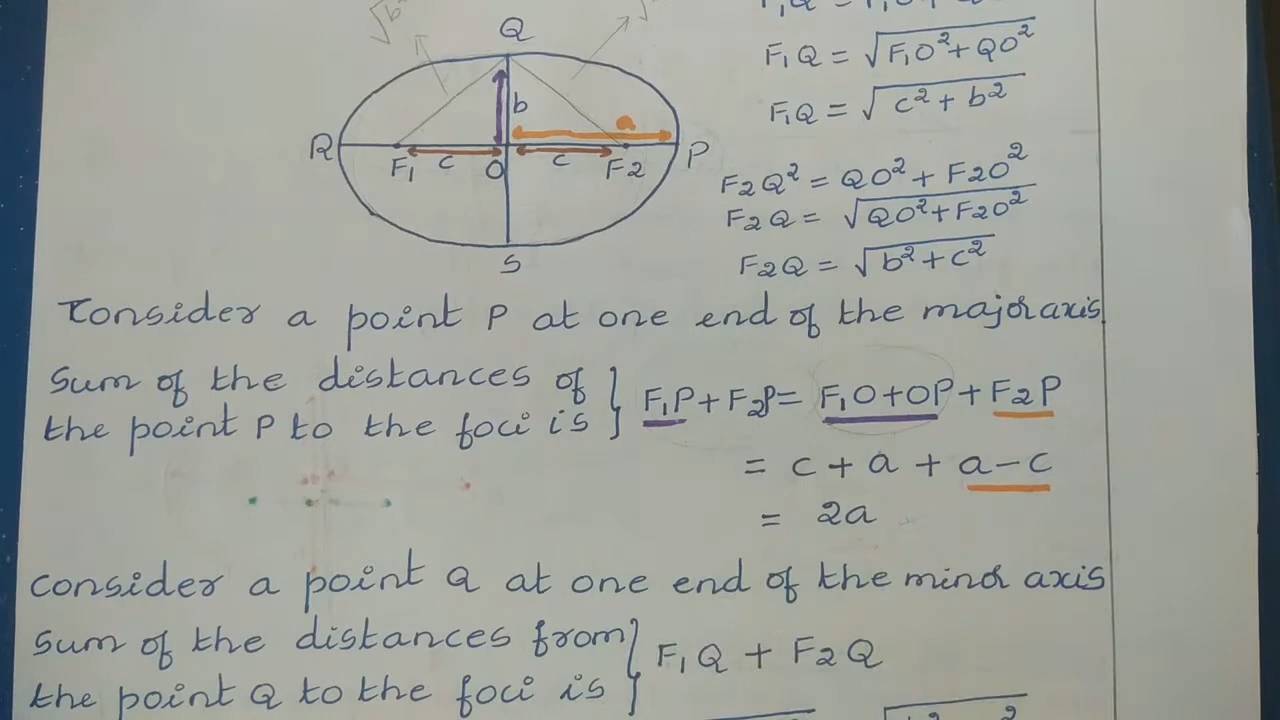 Q
F₁Q = √F₁O²+QO²
b
F₁Q = √c²+b²
a
R
F₁
c
O
c
F2
P
F₂Q² = QO²+F2O²
F₂Q = √QO²+F2O²
S
F₂Q = √b²+c²
Consider a point P at one end of the major axis
Sum of the distances of
the point P to the foci is } F₁P+F₂P= F₁O+OP+F2P
= c+a+a-c
= 2a
Consider a point Q at one end of the minor axis
Sum of the distances from
the point Q to the foci is } F₁Q + F₂Q